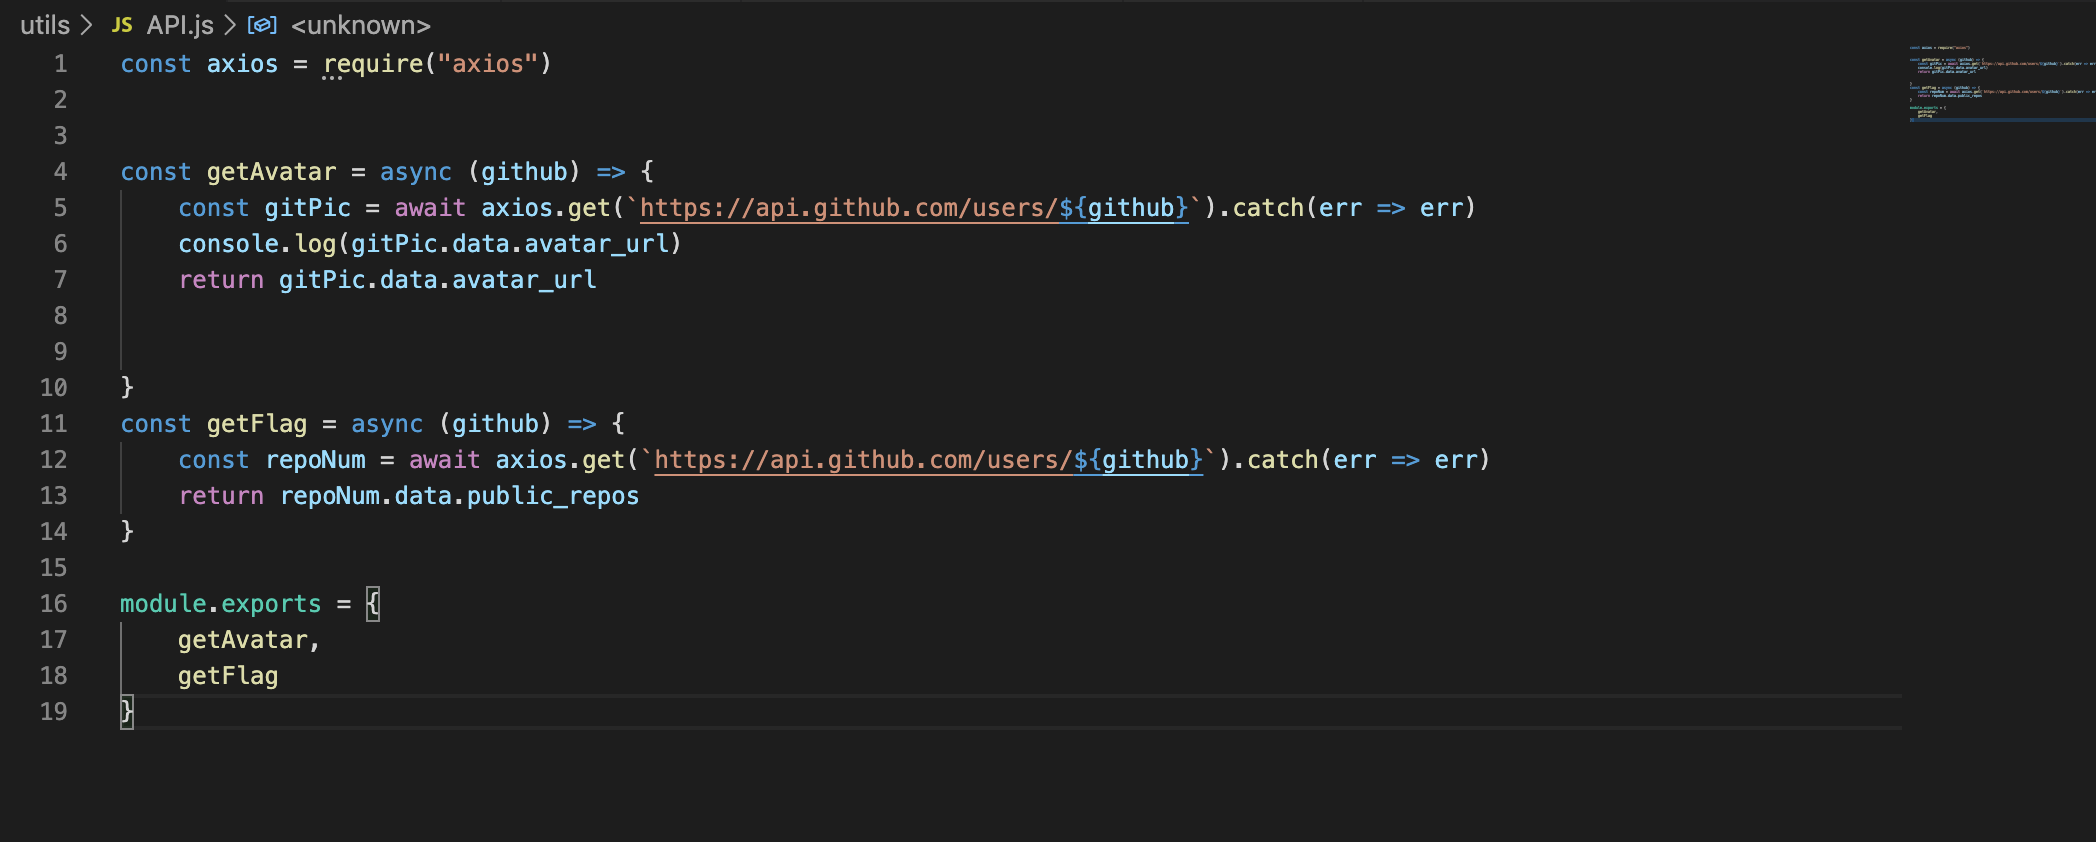 utils > JS API.js > <unknown>
1 const axios = require("axios")
2
3
4 const getAvatar = async (github) => {
5     const gitPic = await axios.get(`https://api.github.com/users/${github}`).catch(err => err)
6     console.log(gitPic.data.avatar_url)
7     return gitPic.data.avatar_url
8
9
10 }
11 const getFlag = async (github) => {
12     const repoNum = await axios.get(`https://api.github.com/users/${github}`).catch(err => err)
13     return repoNum.data.public_repos
14 }
15
16 module.exports = {
17     getAvatar,
18     getFlag
19 }